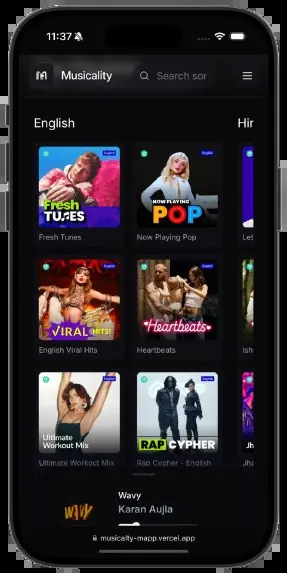 11:37
Musicality
Search sor
English
Hir
English
Fresh
TUNES
Fresh Tunes
NOW PLAYING
POP
Now Playing Pop
Let
English
VIRAL HITS!
English Viral Hits
Heartbeats
Heartbeats
Ish
English
Ultimate
Workout Mix
Ultimate Workout Mix
RAP CYPHER
Rap Cypher - English
Jh
Jha
WAVY
Wavy
Karan Aujla
musicalty-mapp.vercel.app